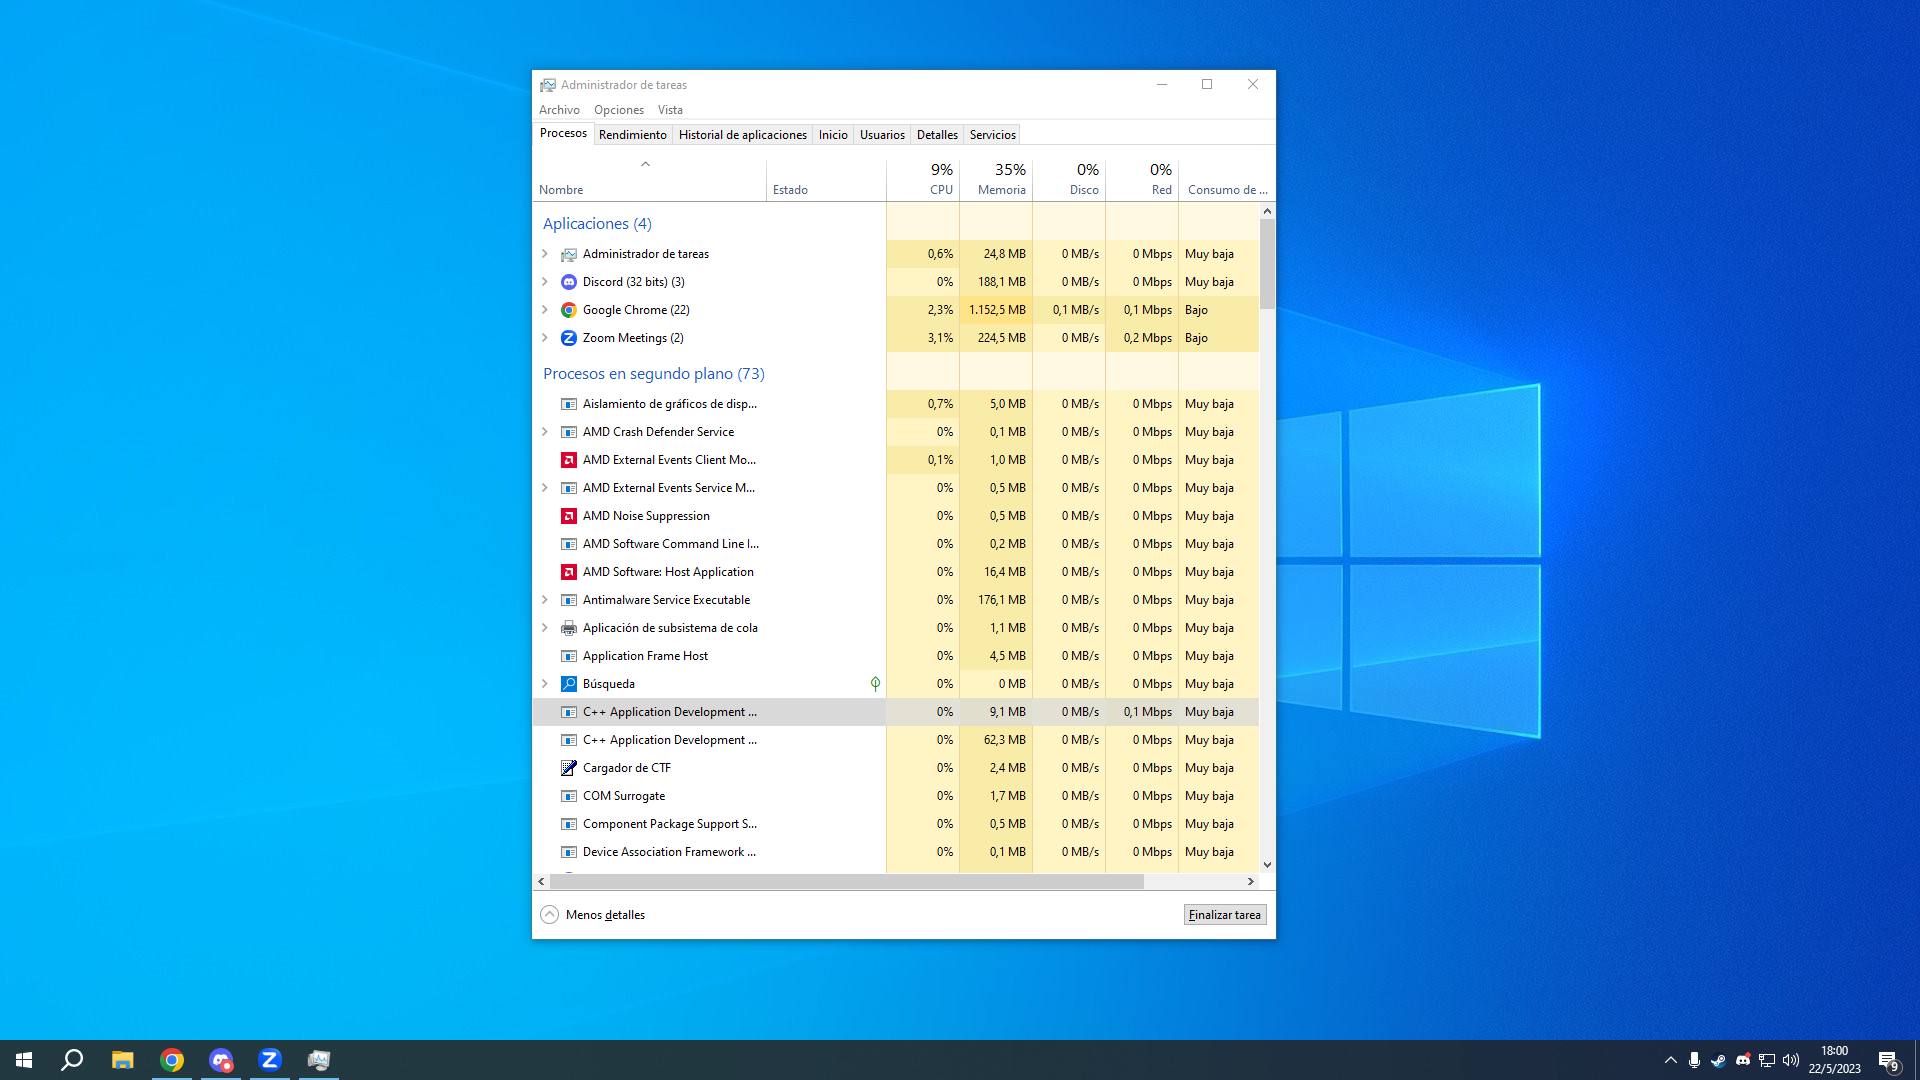 Administrador de tareas
Archivo Opciones Vista
Procesos Rendimiento Historial de aplicaciones Inicio Usuarios Detalles Servicios
9% 35% 0% 0%
Nombre Estado CPU Memoria Disco Red Consumo de ...
Aplicaciones (4)
Administrador de tareas 0,6% 24,8 MB 0 MB/s 0 Mbps Muy baja
Discord (32 bits) (3) 0% 188,1 MB 0 MB/s 0 Mbps Muy baja
Google Chrome (22) 2,3% 1.152,5 MB 0,1 MB/s 0,1 Mbps Bajo
Zoom Meetings (2) 3,1% 224,5 MB 0 MB/s 0,2 Mbps Bajo
Procesos en segundo plano (73)
Aislamiento de gráficos de disp... 0,7% 5,0 MB 0 MB/s 0 Mbps Muy baja
AMD Crash Defender Service 0% 0,1 MB 0 MB/s 0 Mbps Muy baja
AMD External Events Client Mo... 0,1% 1,0 MB 0 MB/s 0 Mbps Muy baja
AMD External Events Service M... 0% 0,5 MB 0 MB/s 0 Mbps Muy baja
AMD Noise Suppression 0% 0,5 MB 0 MB/s 0 Mbps Muy baja
AMD Software Command Line I... 0% 0,2 MB 0 MB/s 0 Mbps Muy baja
AMD Software: Host Application 0% 16,4 MB 0 MB/s 0 Mbps Muy baja
Antimalware Service Executable 0% 176,1 MB 0 MB/s 0 Mbps Muy baja
Aplicación de subsistema de cola 0% 1,1 MB 0 MB/s 0 Mbps Muy baja
Application Frame Host 0% 4,5 MB 0 MB/s 0 Mbps Muy baja
Búsqueda 0% 0 MB 0 MB/s 0 Mbps Muy baja
C++ Application Development ... 0% 9,1 MB 0 MB/s 0,1 Mbps Muy baja
C++ Application Development ... 0% 62,3 MB 0 MB/s 0 Mbps Muy baja
Cargador de CTF 0% 2,4 MB 0 MB/s 0 Mbps Muy baja
COM Surrogate 0% 1,7 MB 0 MB/s 0 Mbps Muy baja
Component Package Support S... 0% 0,5 MB 0 MB/s 0 Mbps Muy baja
Device Association Framework ... 0% 0,1 MB 0 MB/s 0 Mbps Muy baja
Menos detalles Finalizar tarea
18:00
22/5/2023
9